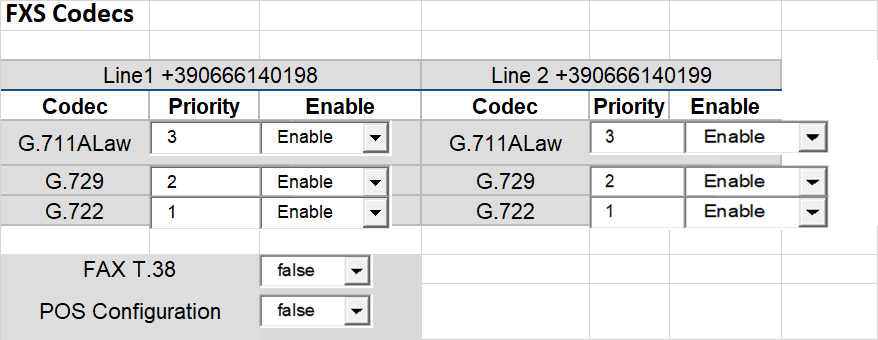 FXS Codecs
Line1 +390666140198 Line 2 +390666140199
Codec Priority Enable Codec Priority Enable
G.711ALaw 3 Enable G.711ALaw 3 Enable
G.729 2 Enable G.729 2 Enable
G.722 1 Enable G.722 1 Enable
FAX T.38 false
POS Configuration false